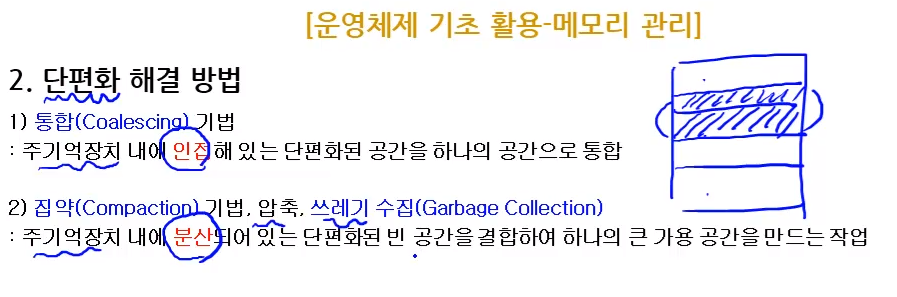 [운영체제 기초 활용-메모리 관리]
2. 단편화 해결 방법
1) 통합(Coalescing) 기법
: 주기억장치 내에 인접해 있는 단편화된 공간을 하나의 공간으로 통합
2) 집약(Compaction) 기법, 압축, 쓰레기 수집(Garbage Collection)
: 주기억장치 내에 분산되어 있는 단편화된 빈 공간을 결합하여 하나의 큰 가용 공간을 만드는 작업